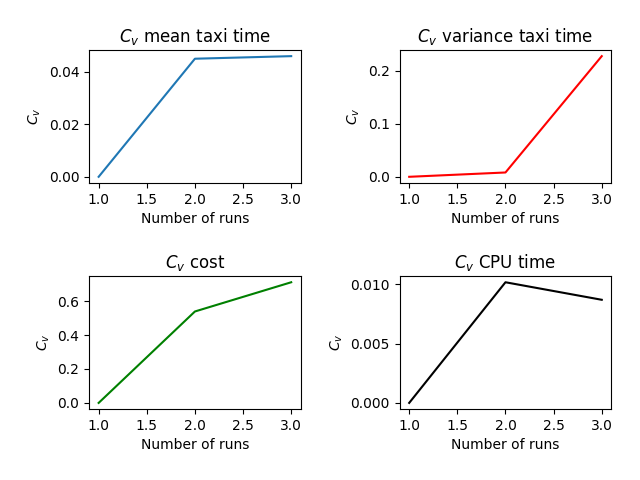 C_v mean taxi time
C_v variance taxi time
0.04
0.02
0.00
C_v
1.0 1.5 2.0 2.5 3.0
Number of runs
0.2
0.1
0.0
C_v
1.0 1.5 2.0 2.5 3.0
Number of runs
C_v cost
C_v CPU time
0.6
0.4
0.2
0.0
C_v
1.0 1.5 2.0 2.5 3.0
Number of runs
0.010
0.005
0.000
C_v
1.0 1.5 2.0 2.5 3.0
Number of runs